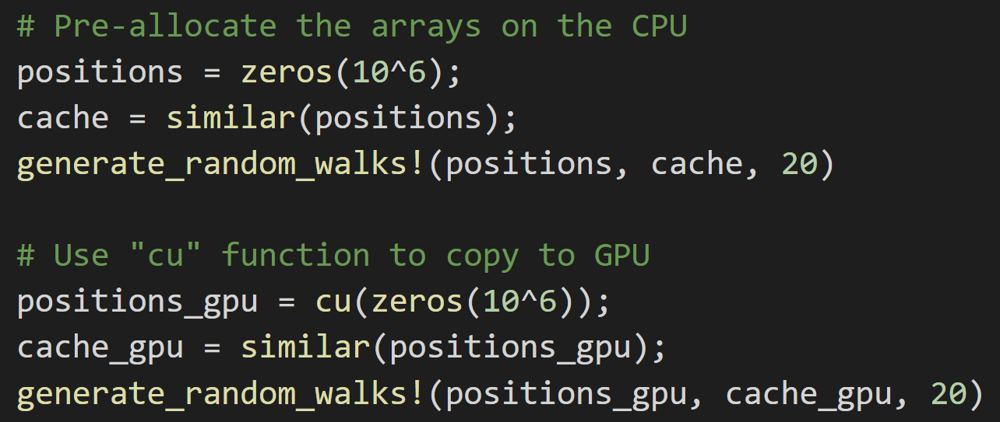 # Pre-allocate the arrays on the CPU
positions = zeros(10^6);
cache = similar(positions);
generate_random_walks!(positions, cache, 20)
# Use "cu" function to copy to GPU
positions_gpu = cu(zeros(10^6));
cache_gpu = similar(positions_gpu);
generate_random_walks!(positions_gpu, cache_gpu, 20)